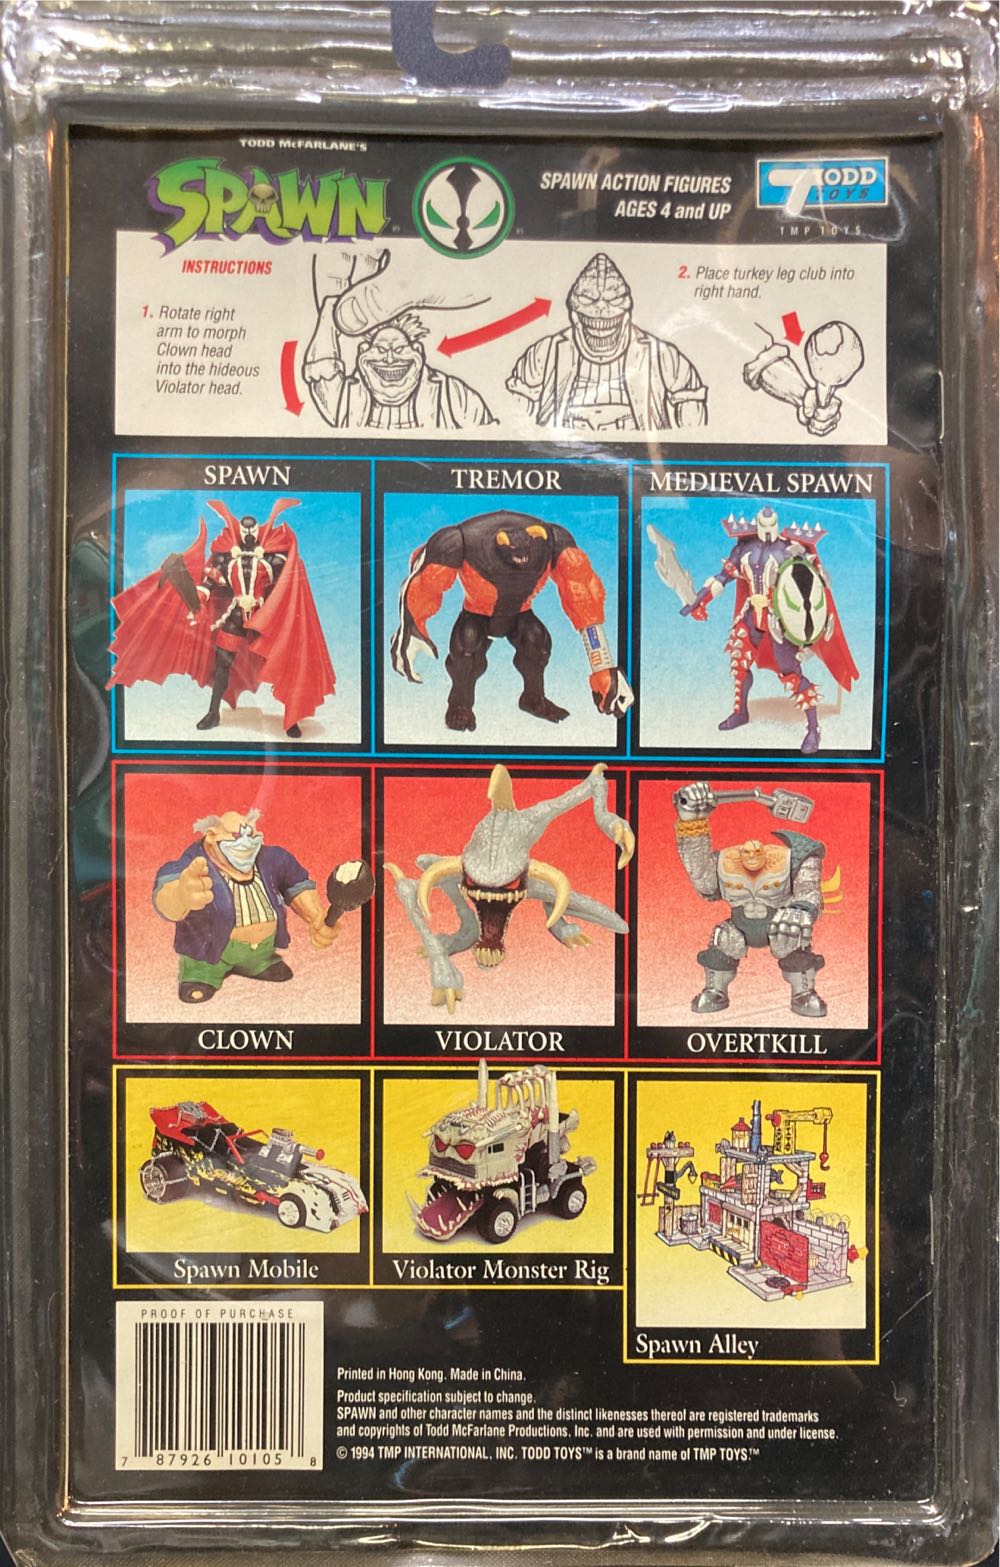 TODD McFARLANE'S
SPAWN
SPAWN ACTION FIGURES
AGES 4 and UP
TODD
TOYS
TMP TOYS
INSTRUCTIONS
1. Rotate right
arm to morph
Clown head
into the hideous
Violator head.
2. Place turkey leg club into
right hand.
SPAWN
TREMOR
MEDIEVAL SPAWN
CLOWN
VIOLATOR
OVERTKILL
Spawn Mobile
Violator Monster Rig
Spawn Alley
PROOF OF PURCHASE
7 87926 10105 8
Printed in Hong Kong. Made in China.
Product specification subject to change.
SPAWN and other character names and the distinct likenesses thereof are registered trademarks
and copyrights of Todd McFarlane Productions, Inc. and are used with permission and under license.
© 1994 TMP INTERNATIONAL, INC. TODD TOYS™ is a brand name of TMP TOYS.™